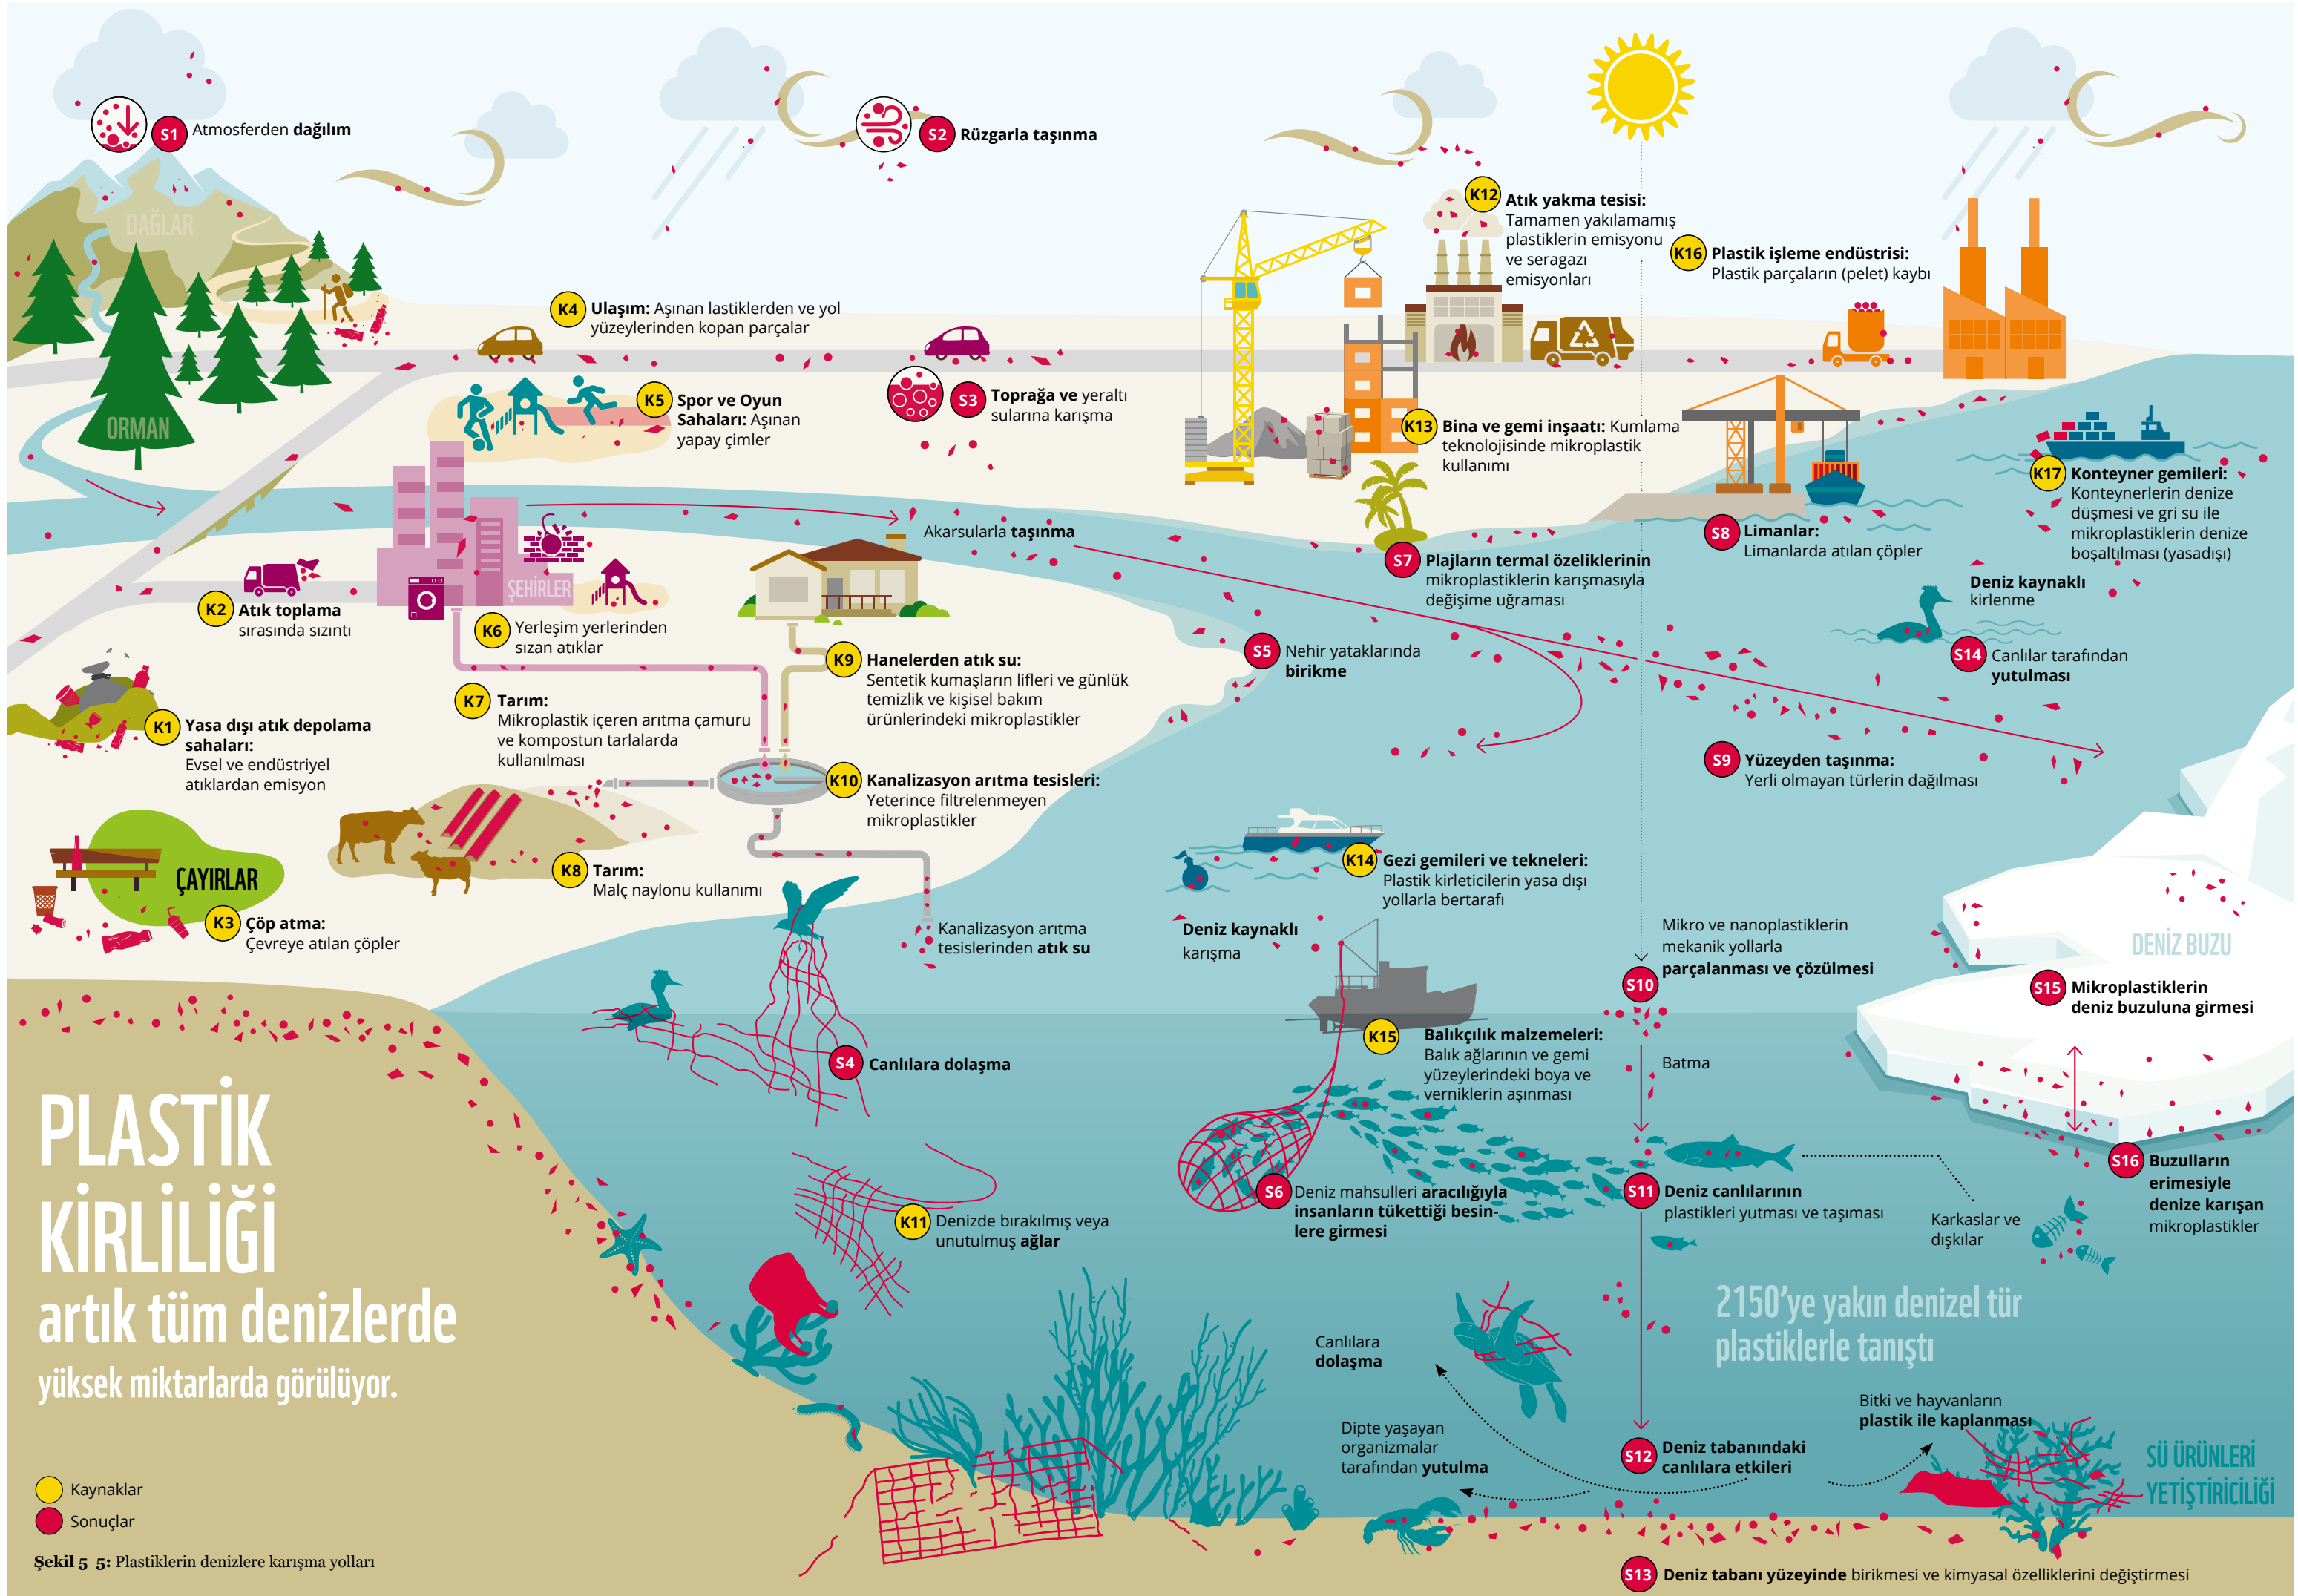 S1 Atmosferden dağılım
S2 Rüzgarla taşınma
DAĞLAR
ORMAN
K4 Ulaşım: Aşınan lastiklerden ve yol
yüzeylerinden kopan parçalar
K5 Spor ve Oyun
Sahaları: Aşınan
yapay çimler
S3 Toprağa ve yeraltı
sularına karışma
K12 Atık yakma tesisi:
Tamamen yakılamamış
plastiklerin emisyonu
ve seragazı
emisyonları
K16 Plastik işleme endüstrisi:
Plastik parçaların (pelet) kaybı
K13 Bina ve gemi inşaatı: Kumlama
teknolojisinde mikroplastik
kullanımı
K17 Konteyner gemileri:
Konteynerlerin denize
düşmesi ve gri su ile
mikroplastiklerin denize
boşaltılması (yasadışı)
S8 Limanlar:
Limanlarda atılan çöpler
Akarsularla taşınma
S7 Plajların termal özeliklerinin
mikroplastiklerin karışmasıyla
değişime uğraması
Deniz kaynaklı
kirlenme
S14 Canlılar tarafından
yutulması
ŞEHİRLER
K2 Atık toplama
sırasında sızıntı
K6 Yerleşim yerlerinden
sızan atıklar
K9 Hanelerden atık su:
Sentetik kumaşların lifleri ve günlük
temizlik ve kişisel bakım
ürünlerindeki mikroplastikler
S5 Nehir yataklarında
birikme
K1 Yasa dışı atık depolama
sahaları:
Evsel ve endüstriyel
atıklardan emisyon
K7 Tarım:
Mikroplastik içeren arıtma çamuru
ve kompostun tarlalarda
kullanılması
K10 Kanalizasyon arıtma tesisleri:
Yeterince filtrelenmeyen
mikroplastikler
S9 Yüzeyden taşınma:
Yerli olmayan türlerin dağılması
ÇAYIRLAR
K3 Çöp atma:
Çevreye atılan çöpler
K8 Tarım:
Malç naylonu kullanımı
Kanalizasyon arıtma
tesislerinden atık su
K14 Gezi gemileri ve tekneleri:
Plastik kirleticilerin yasa dışı
yollarla bertarafı
Deniz kaynaklı
karışma
Mikro ve nanoplastiklerin
mekanik yollarla
parçalanması ve çözülmesi
S10
DENİZ BUZU
S15 Mikroplastiklerin
deniz buzuluna girmesi
S4 Canlılara dolaşma
K15 Balıkçılık malzemeleri:
Balık ağlarının ve gemi
yüzeylerindeki boya ve
verniklerin aşınması
Batma
S16 Buzulların
erimesiyle
denize karışan
mikroplastikler
S6 Deniz mahsulleri aracılığıyla
insanların tükettiği besin-
lere girmesi
S11 Deniz canlılarının
plastikleri yutması ve taşıması
Karkaslar ve
dışkılar
K11 Denizde bırakılmış veya
unutulmuş ağlar
PLASTİK
KİRLİLİĞİ
artık tüm denizlerde
yüksek miktarlarda görülüyor.
2150'ye yakın denizel tür
plastiklerle tanıştı
Canlılara
dolaşma
Dipte yaşayan
organizmalar
tarafından yutulma
S12 Deniz tabanındaki
canlılara etkileri
Bitki ve hayvanların
plastik ile kaplanması
SÜ ÜRÜNLERİ
YETİŞTİRİCİLİĞİ
Kaynaklar
Sonuçlar
Şekil 5 5: Plastiklerin denizlere karışma yolları
S13 Deniz tabanı yüzeyinde birikmesi ve kimyasal özelliklerini değiştirmesi